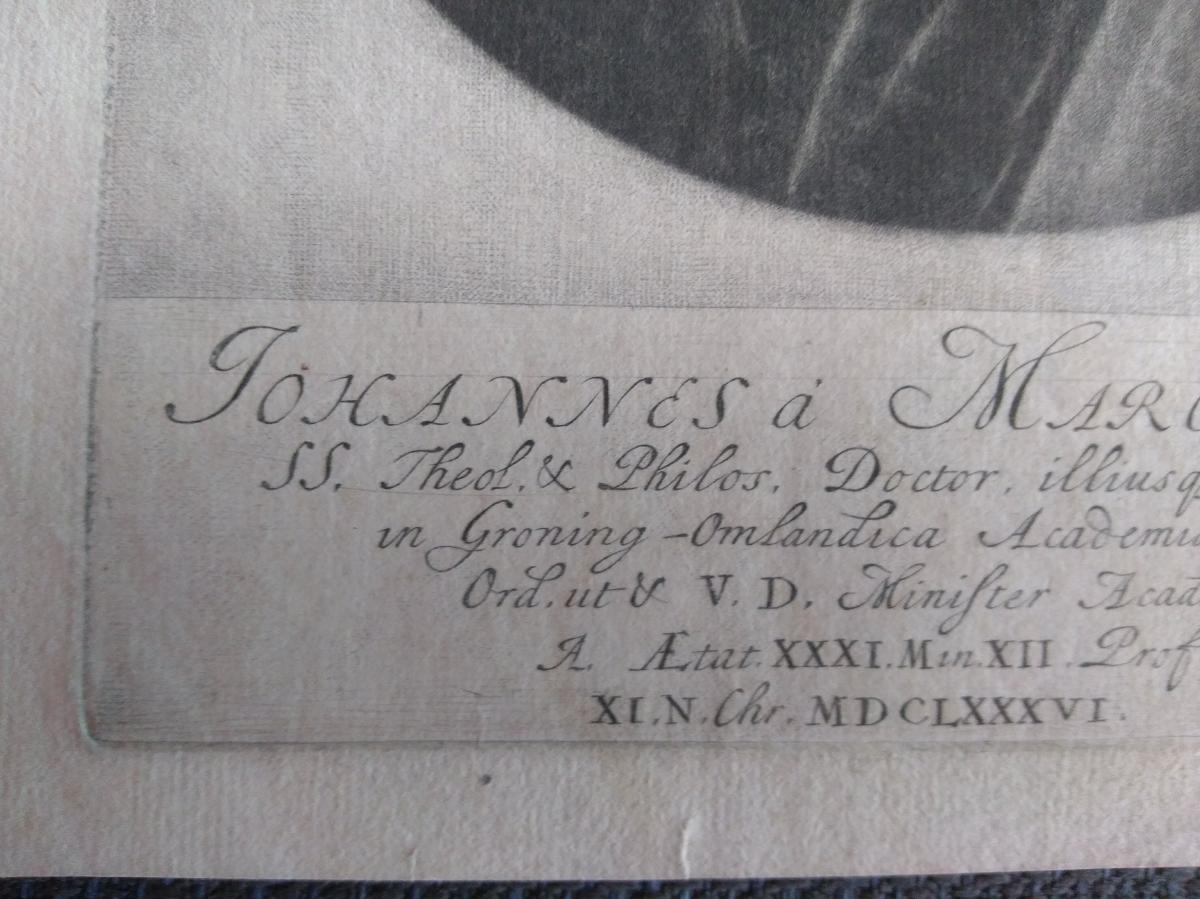 JOHANNES à MARC
SS. Theol. & Philos. Doctor, illiusq
in Groning-Omlandica Academi
Ord. ut & V. D. Miniſter Acad
A. Ætat. XXXI. Min. XII. Prof
XI. N. Chr. MDCLXXXVI.